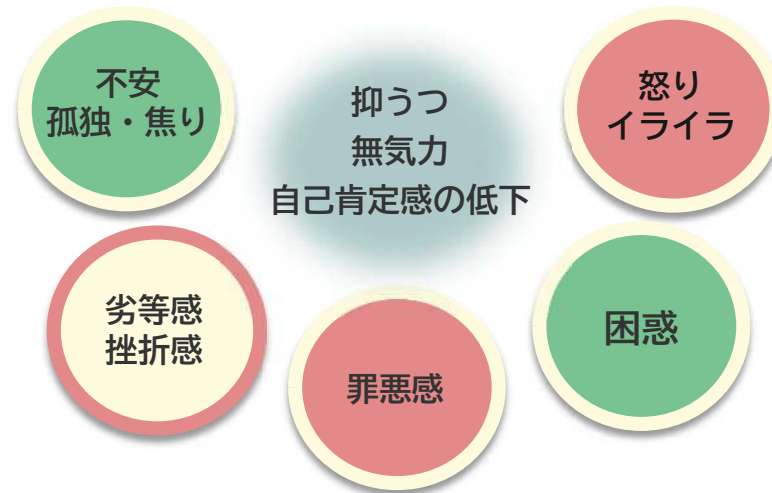 不安
孤独・焦り
抑うつ
無気力
自己肯定感の低下
怒り
イライラ
劣等感
挫折感
罪悪感
困惑